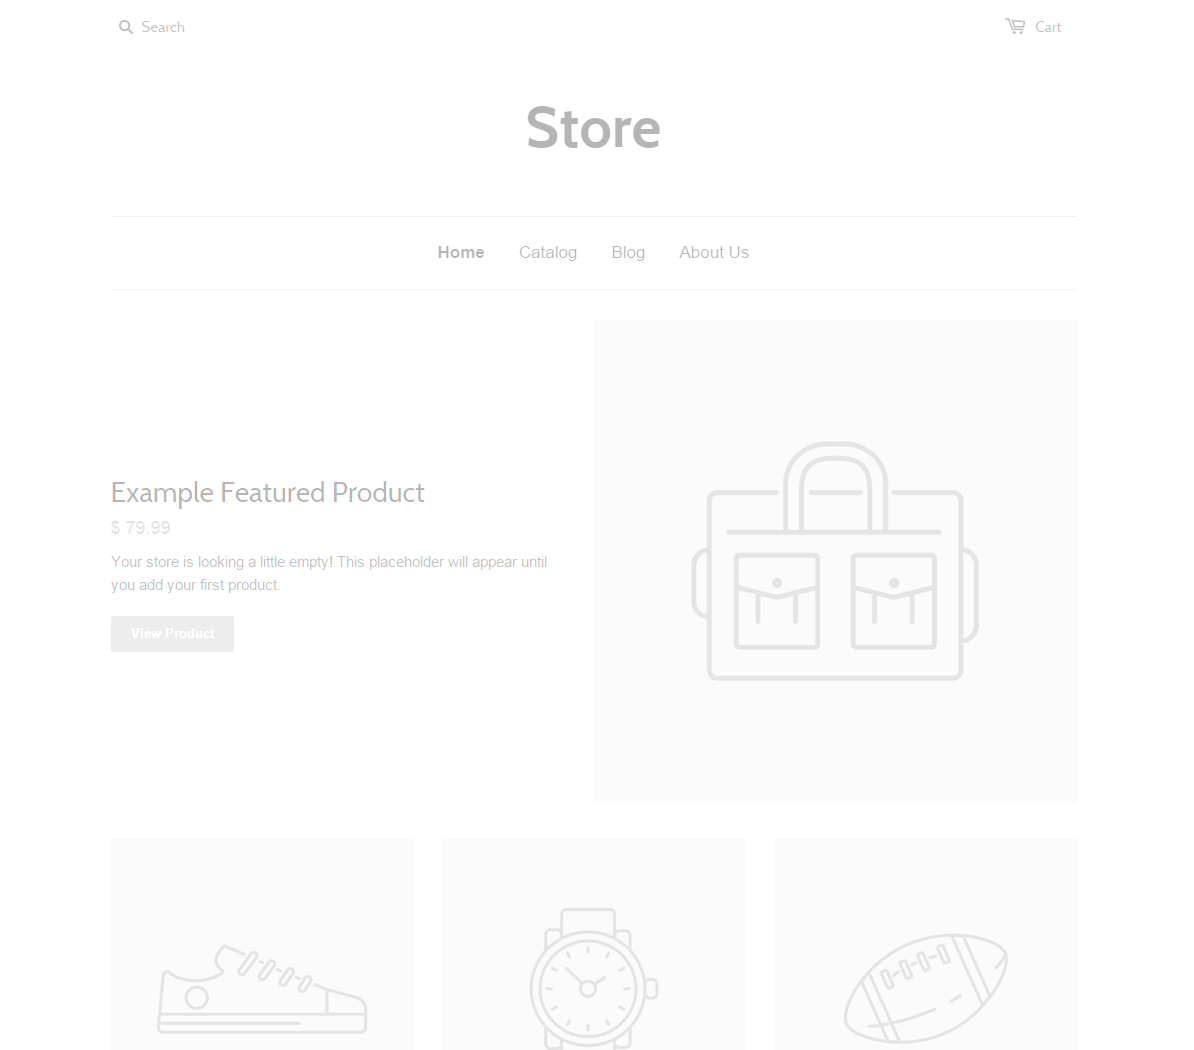 Search
Cart
Store
Home Catalog Blog About Us
Example Featured Product
$ 79.99
Your store is looking a little empty! This placeholder will appear until
you add your first product.
View Product